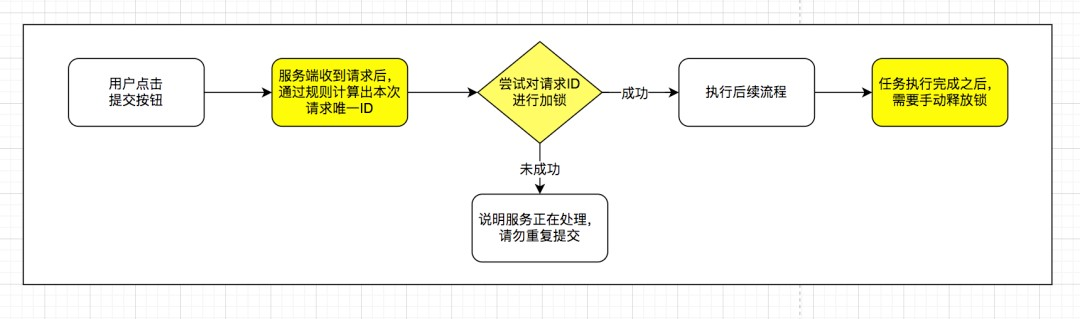 用户点击
提交按钮
服务端收到请求后，
通过规则计算出本次
请求唯一ID
尝试对请求ID
进行加锁
成功
执行后续流程
任务执行完成之后，
需要手动释放锁
未成功
说明服务正在处理，
请勿重复提交